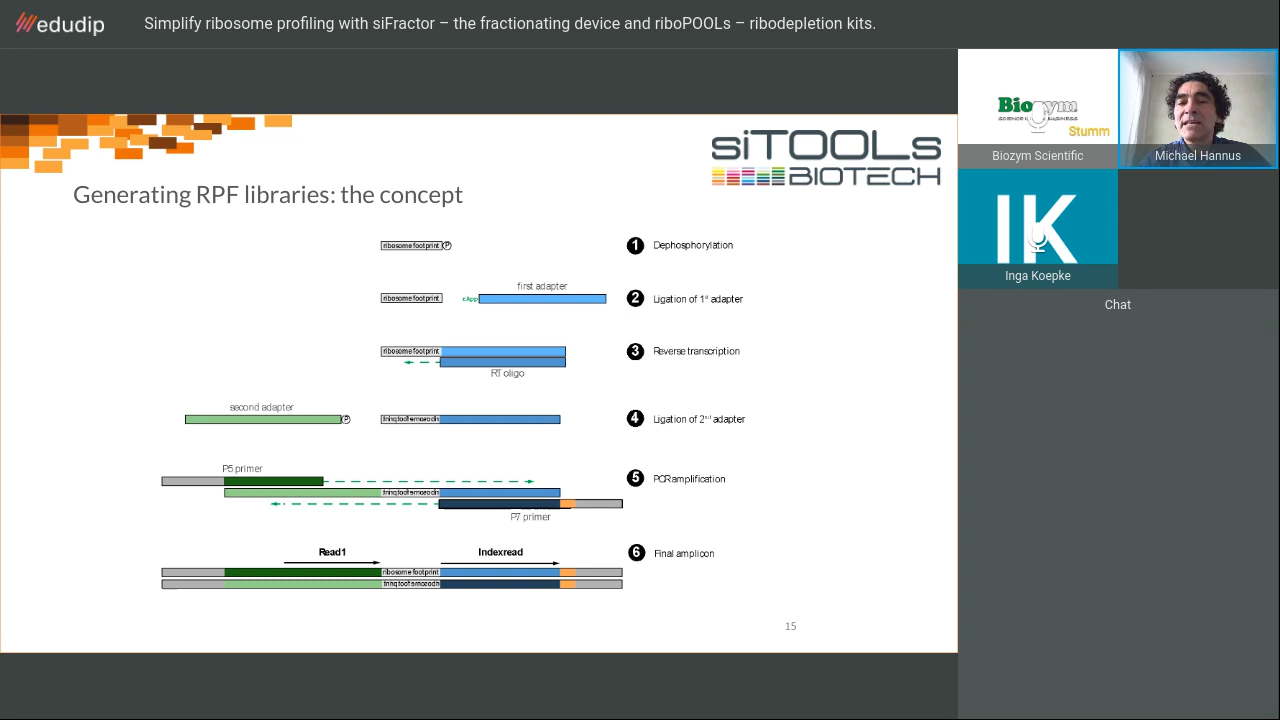 edudip
Simplify ribosome profiling with siFractor – the fractionating device and riboPOOLs – ribodepletion kits.
siTOOLs
BIOTECH
Generating RPF libraries: the concept
ribosome footprint P
1 Dephosphorylation
first adapter
ribosome footprint
2 Ligation of 1st adapter
ribosome footprint
3 Reverse transcription
RT oligo
second adapter
P
4 Ligation of 2nd adapter
P5 primer
5 PCR amplification
P7 primer
Read1
Indexread
6 Final amplicon
ribosome footprint
15
Stumm
Biozym Scientific
Michael Hannus
IK
Inga Koepke
Chat